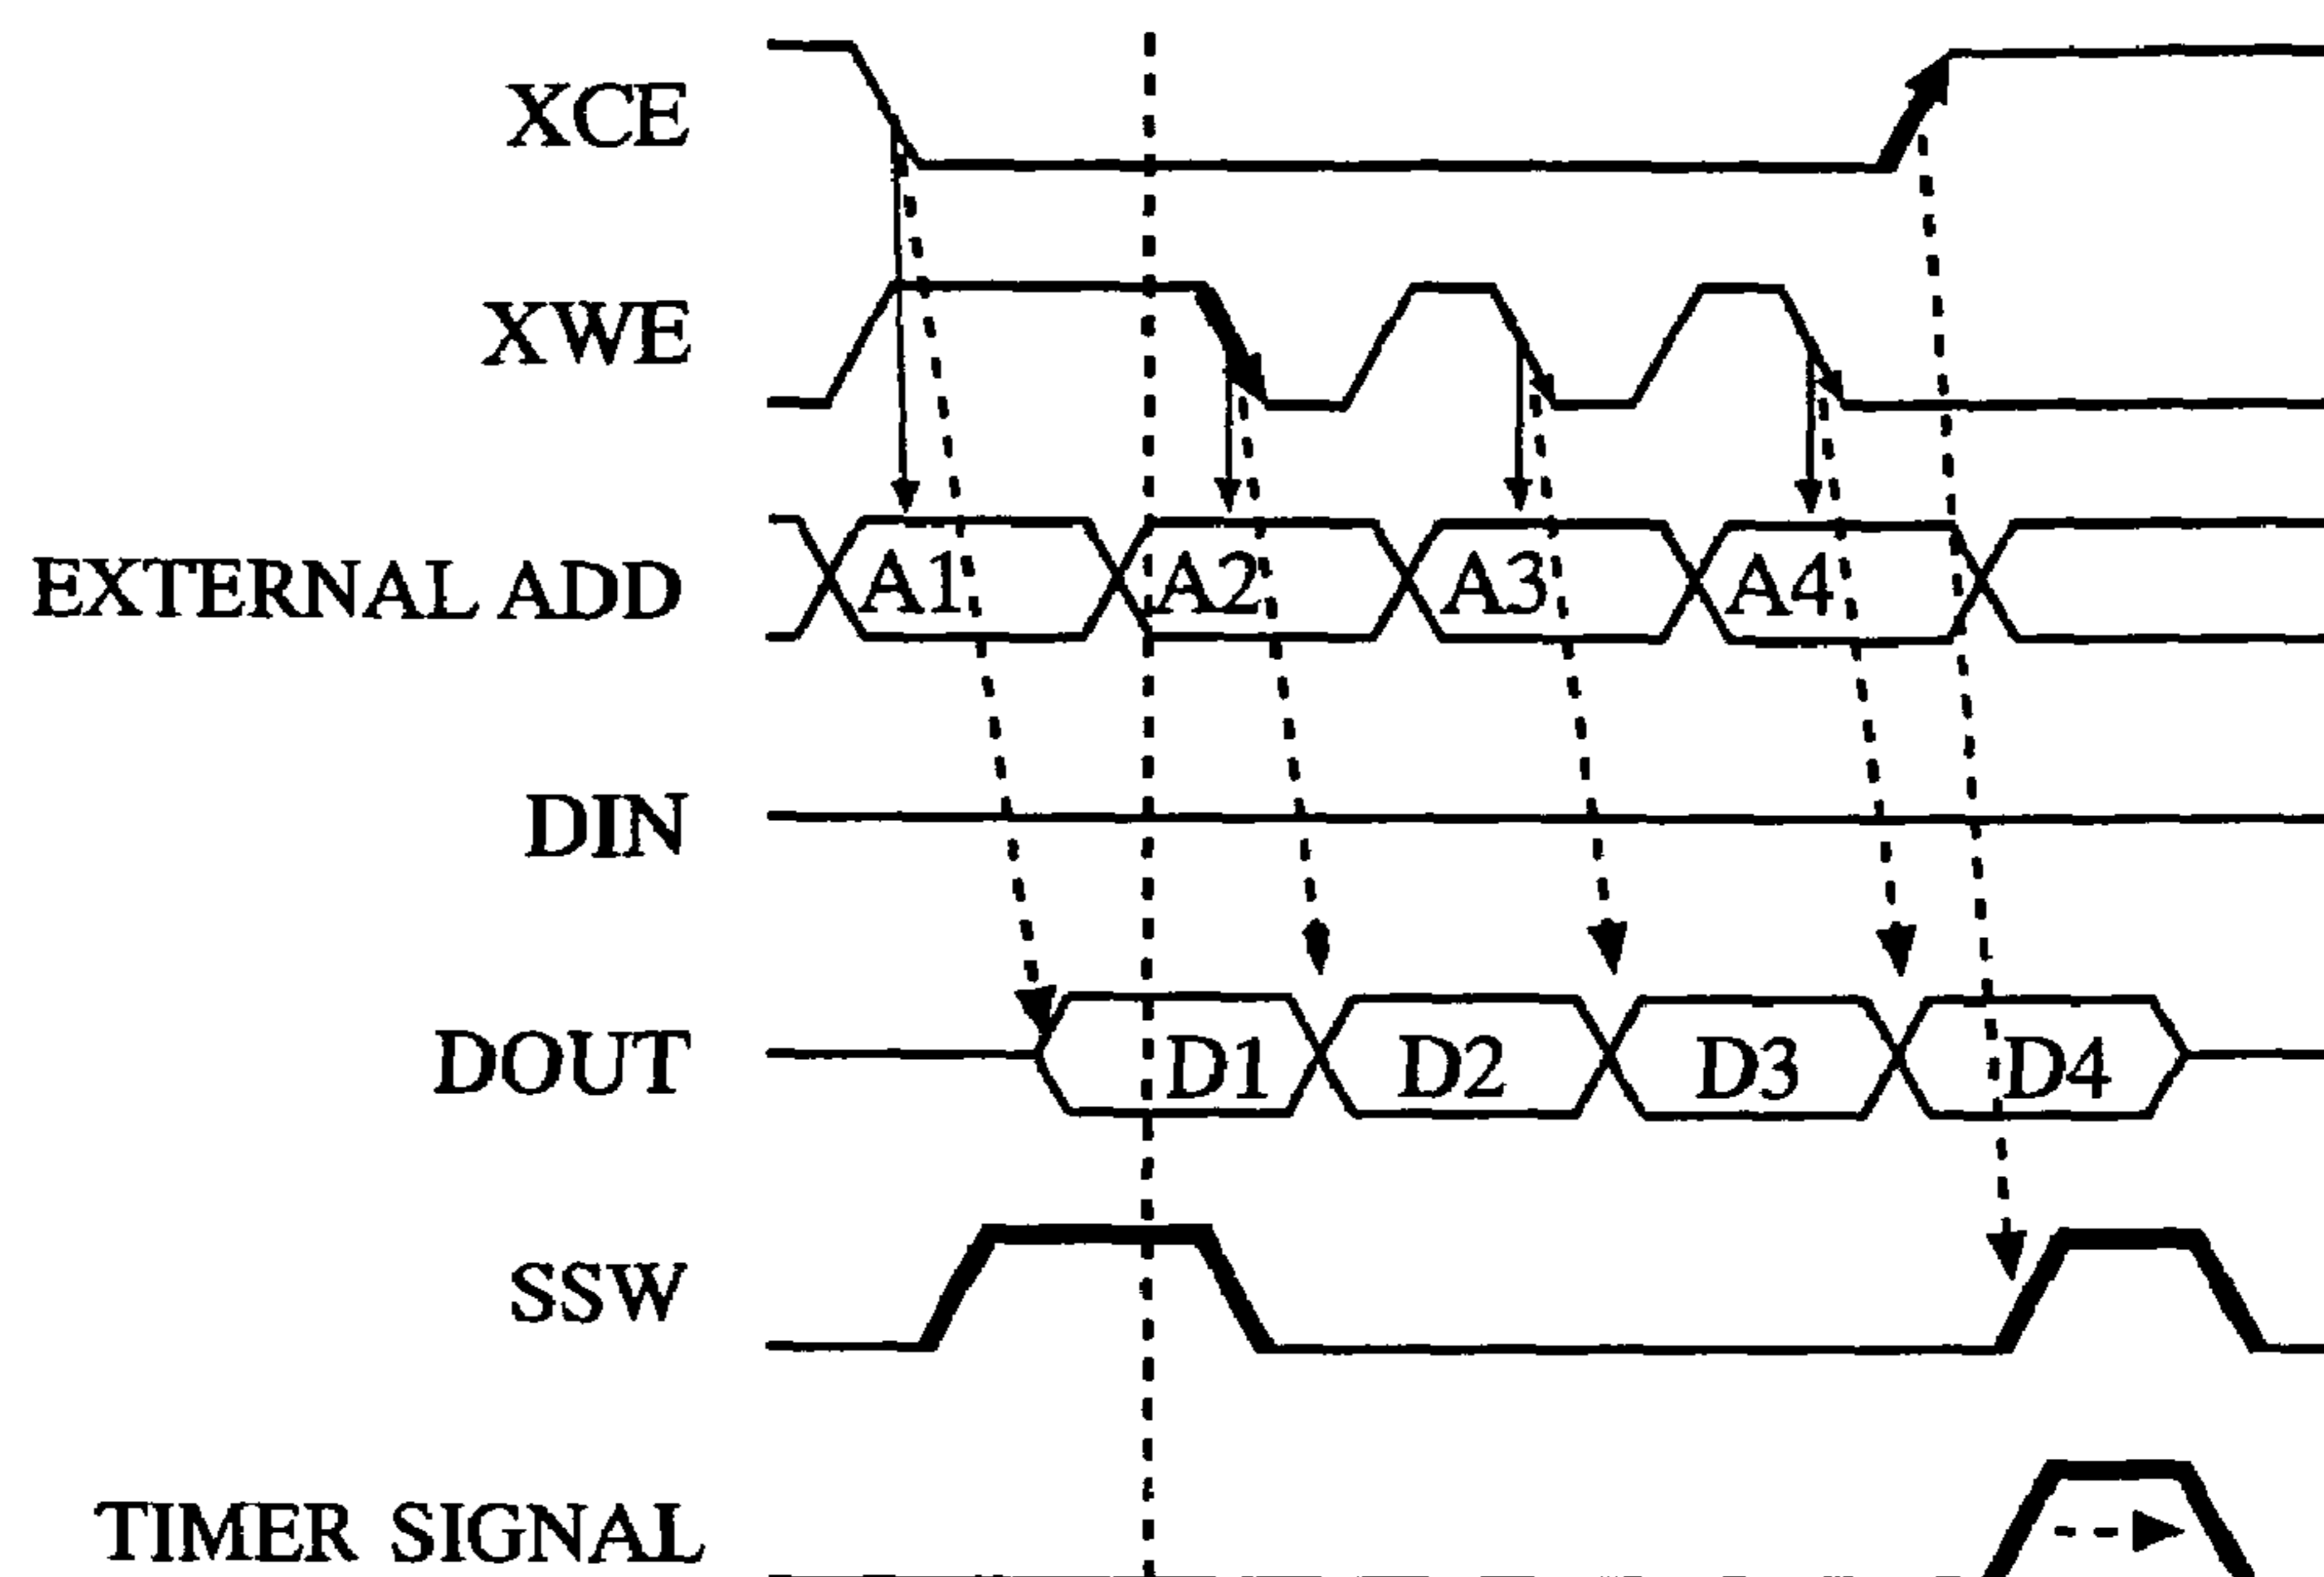 XCE
XWE
EXTERNAL ADD A1 A2 A3 A4
DIN
DOUT D1 D2 D3 D4
SSW
TIMER SIGNAL